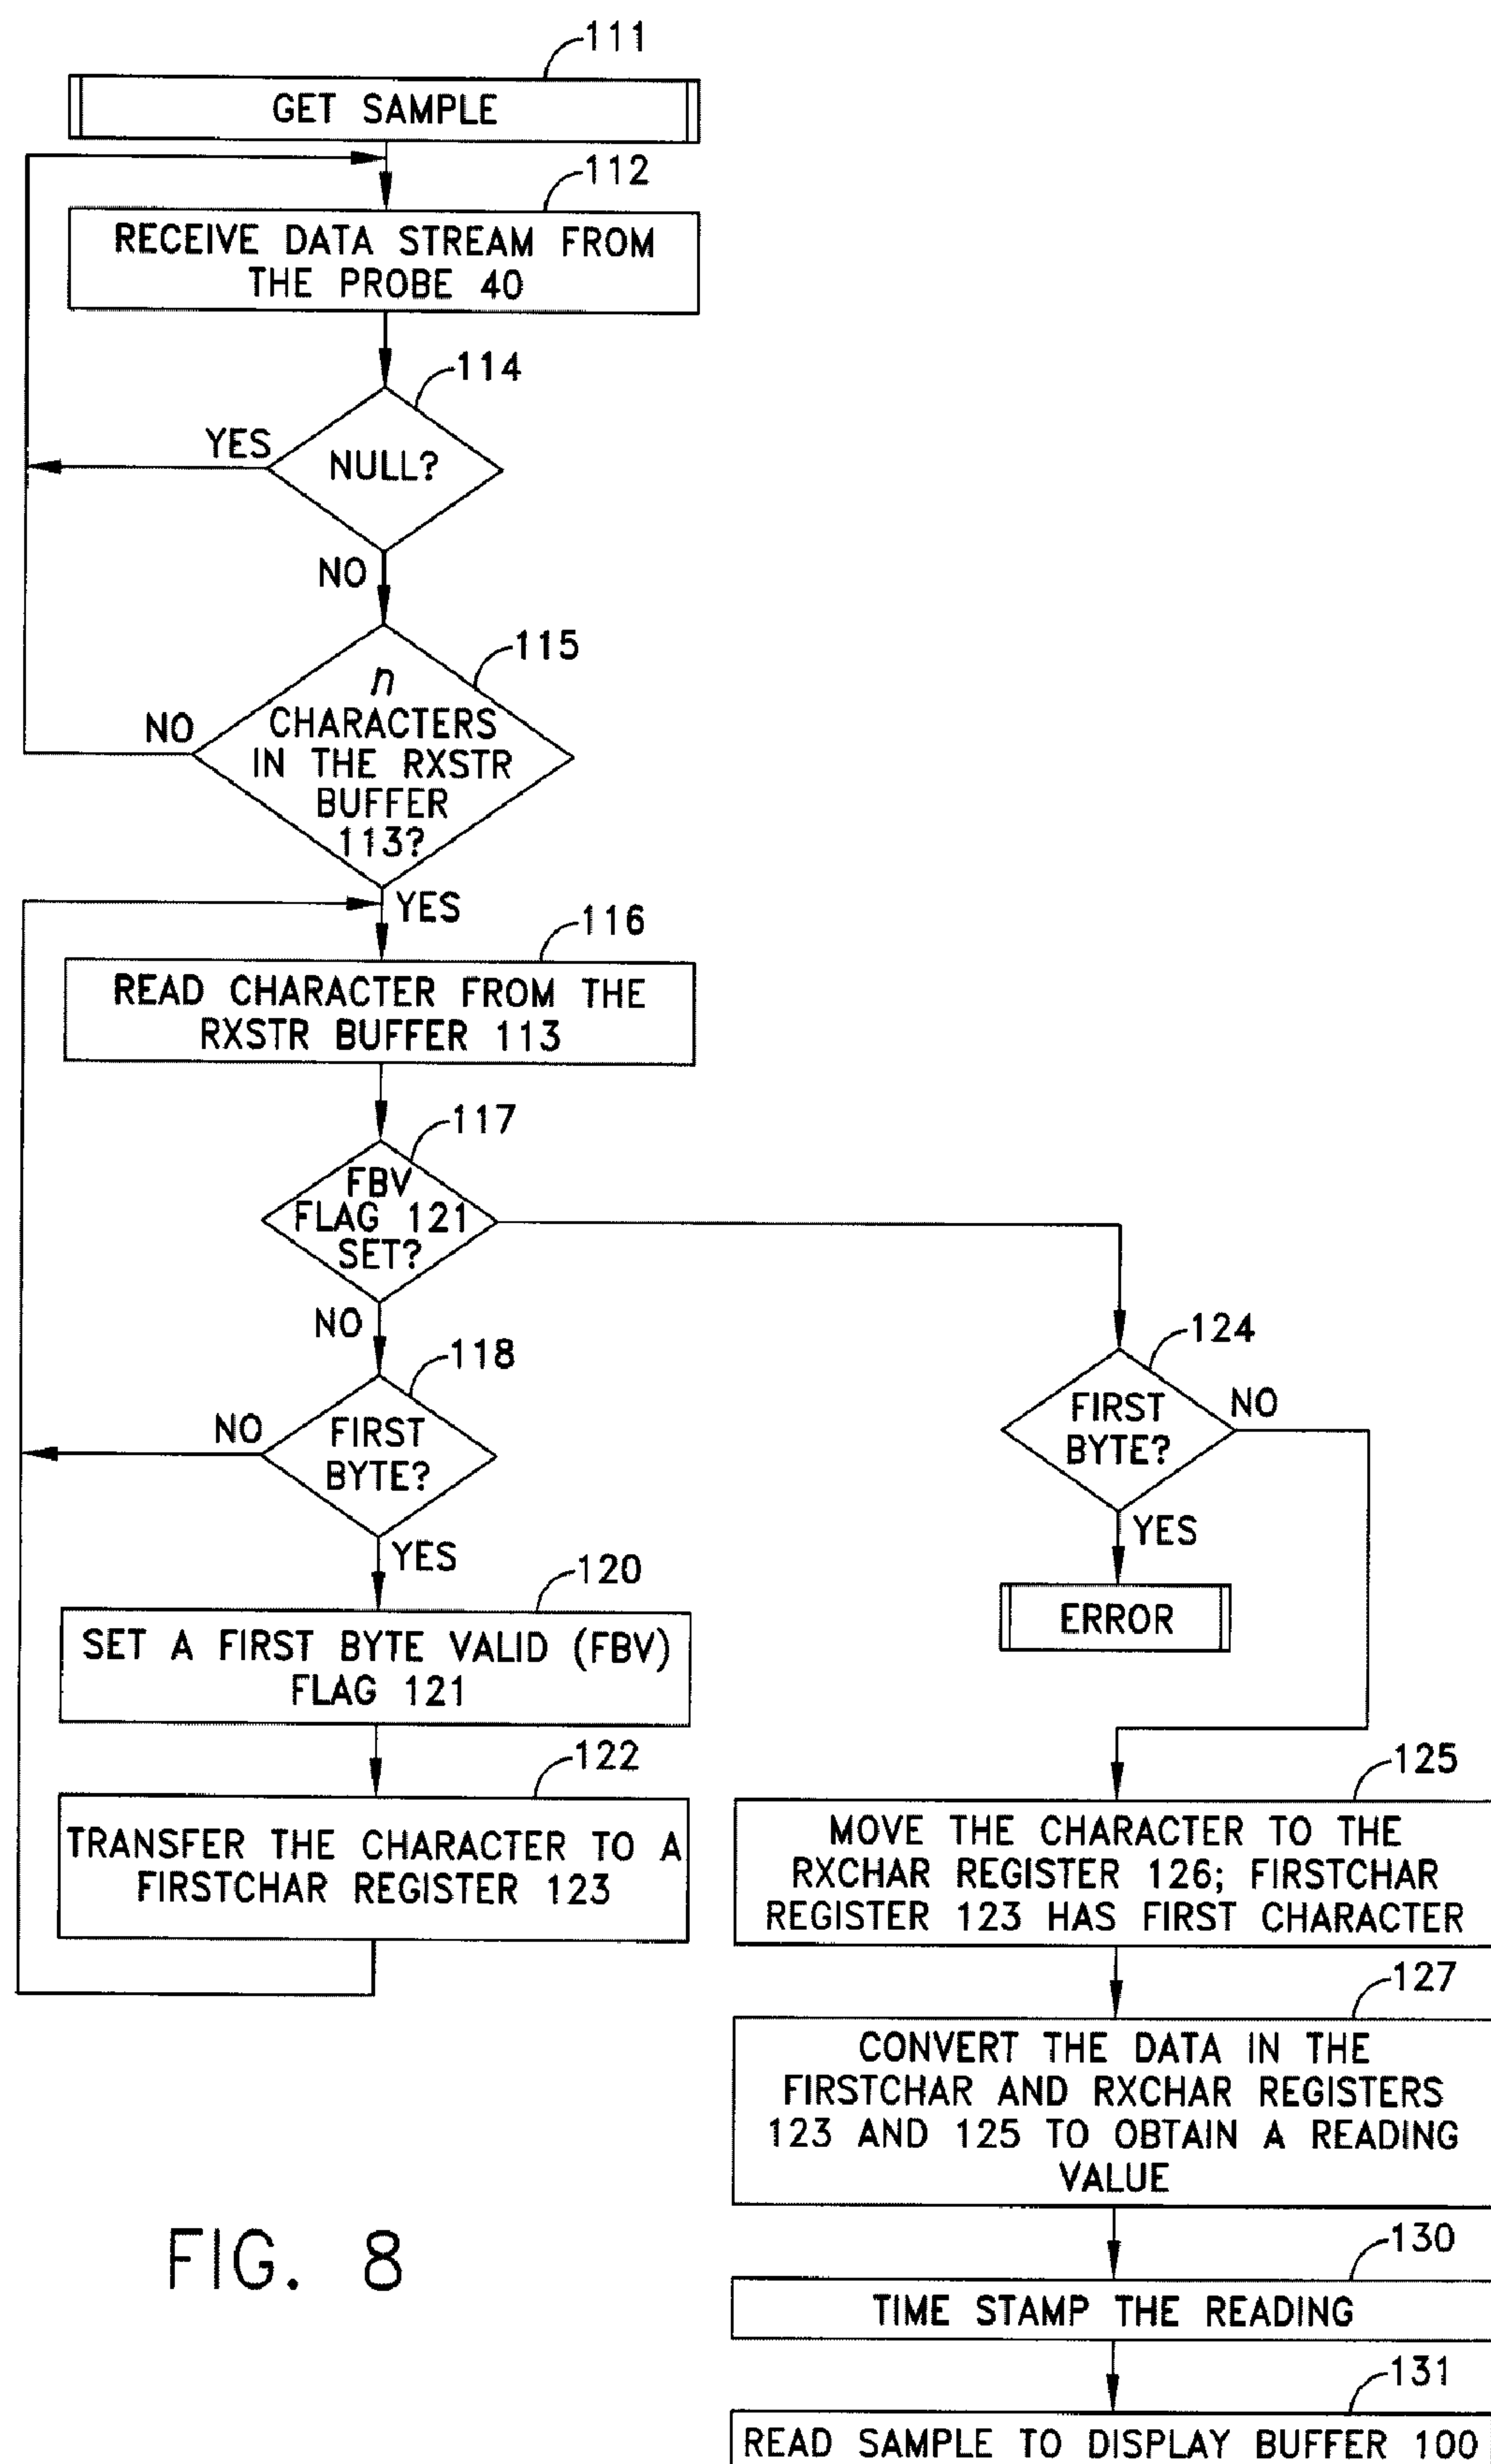 111
GET SAMPLE
112
RECEIVE DATA STREAM FROM
THE PROBE 40
114
YES
NULL?
NO
115
n
CHARACTERS
IN THE RXSTR
BUFFER
113?
NO
YES
116
READ CHARACTER FROM THE
RXSTR BUFFER 113
117
FBV
FLAG 121
SET?
NO
118
NO
FIRST
BYTE?
YES
120
SET A FIRST BYTE VALID (FBV)
FLAG 121
122
TRANSFER THE CHARACTER TO A
FIRSTCHAR REGISTER 123
124
FIRST
BYTE?
NO
YES
ERROR
125
MOVE THE CHARACTER TO THE
RXCHAR REGISTER 126; FIRSTCHAR
REGISTER 123 HAS FIRST CHARACTER
127
CONVERT THE DATA IN THE
FIRSTCHAR AND RXCHAR REGISTERS
123 AND 125 TO OBTAIN A READING
VALUE
130
TIME STAMP THE READING
131
READ SAMPLE TO DISPLAY BUFFER 100
FIG. 8